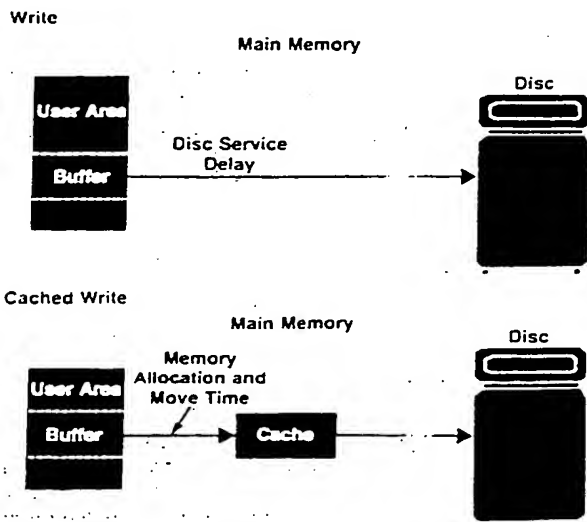 Write
Main Memory
Disc
User Area
Disc Service
Delay
Buffer
Cached Write
Main Memory
Disc
Memory
Allocation and
Move Time
User Area
Buffer
Cache